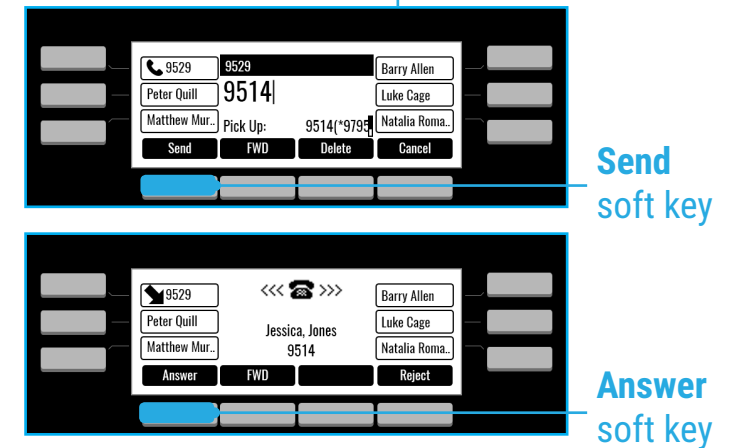 9529 9529 Barry Allen
Peter Quill 9514 Luke Cage
Matthew Mur.. Pick Up: 9514(*9795 Natalia Roma..
Send FWD Delete Cancel
Send
soft key
9529 <<< >>> Barry Allen
Peter Quill Jessica, Jones Luke Cage
Matthew Mur.. 9514 Natalia Roma..
Answer FWD Reject
Answer
soft key